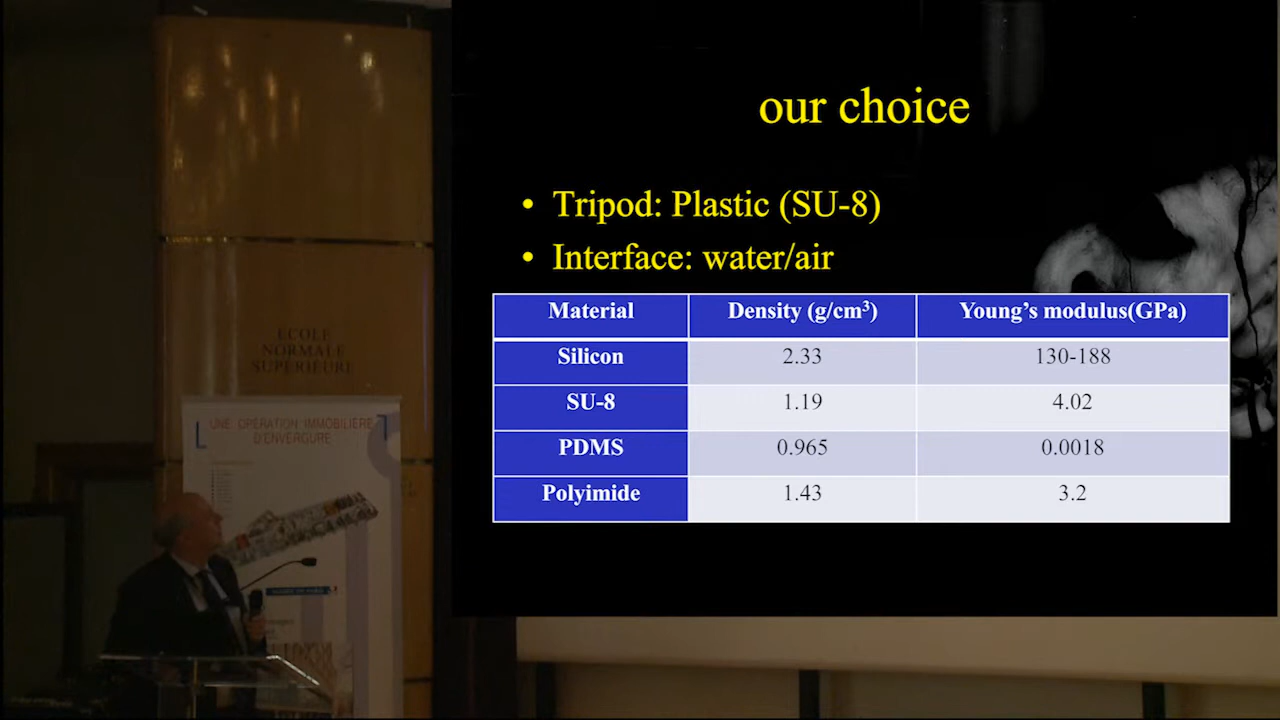 our choice
• Tripod: Plastic (SU-8)
• Interface: water/air
Material Density (g/cm³) Young’s modulus(GPa)
Silicon 2.33 130-188
SU-8 1.19 4.02
PDMS 0.965 0.0018
Polyimide 1.43 3.2
ECOLE
NORMALE
SUPERIEURE
UNE OPERATION IMMOBILIERE
D'ENVERGURE